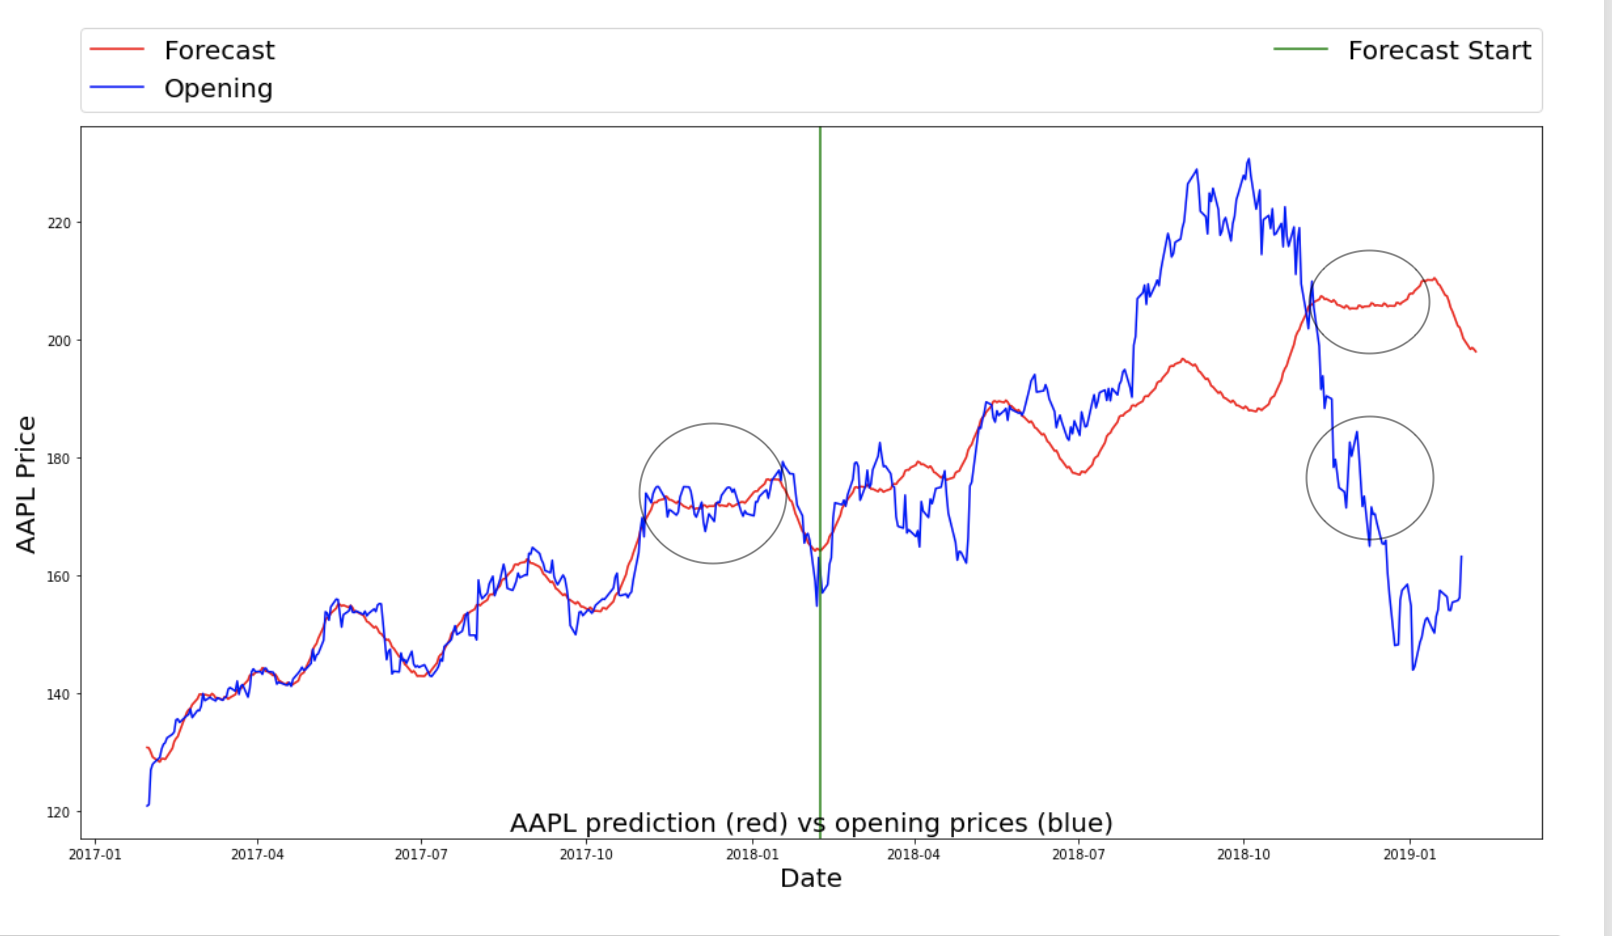 Forecast
Opening
Forecast Start
220
200
180
160
140
120
AAPL Price
AAPL prediction (red) vs opening prices (blue)
2017-01 2017-04 2017-07 2017-10 2018-01 2018-04 2018-07 2018-10 2019-01
Date